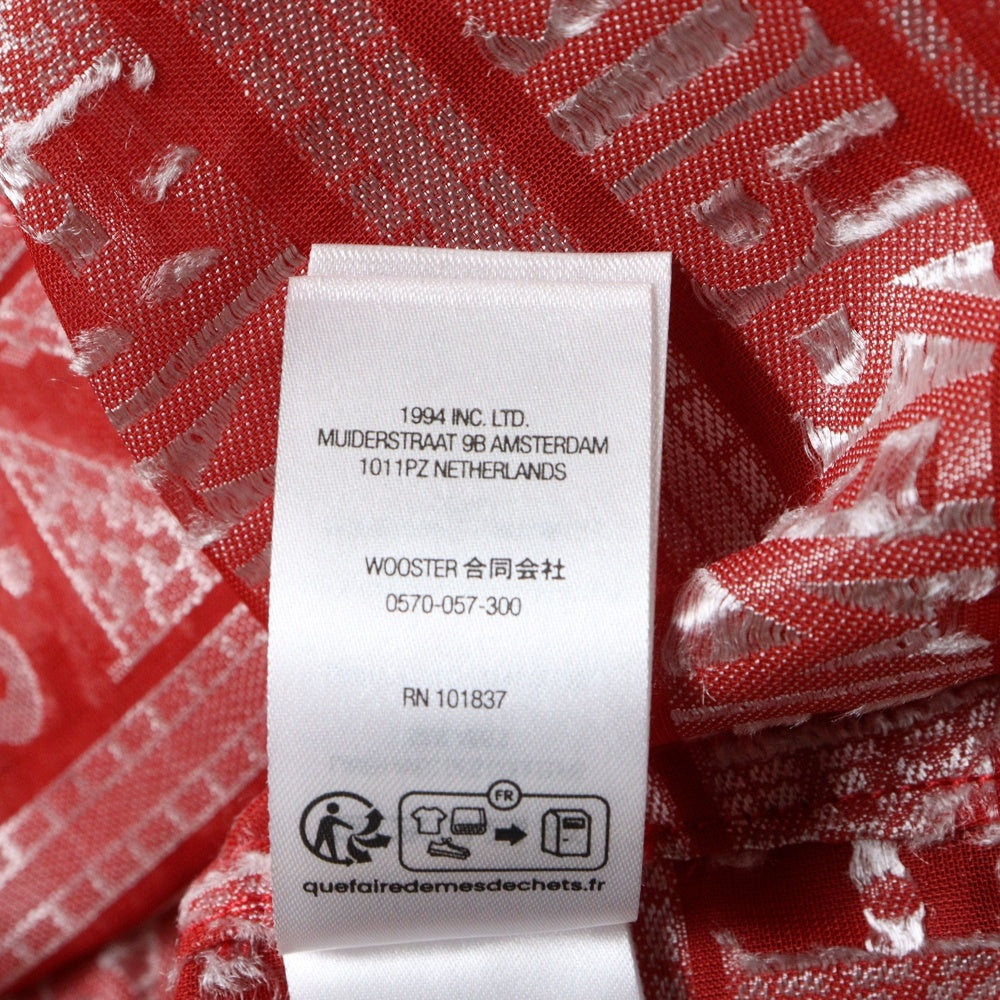 1994 INC. LTD.
MUIDERSTRAAT 9B AMSTERDAM
1011PZ NETHERLANDS
WOOSTER 合同会社
0570-057-300
RN 101837
FR
quefairedemesdechets.fr